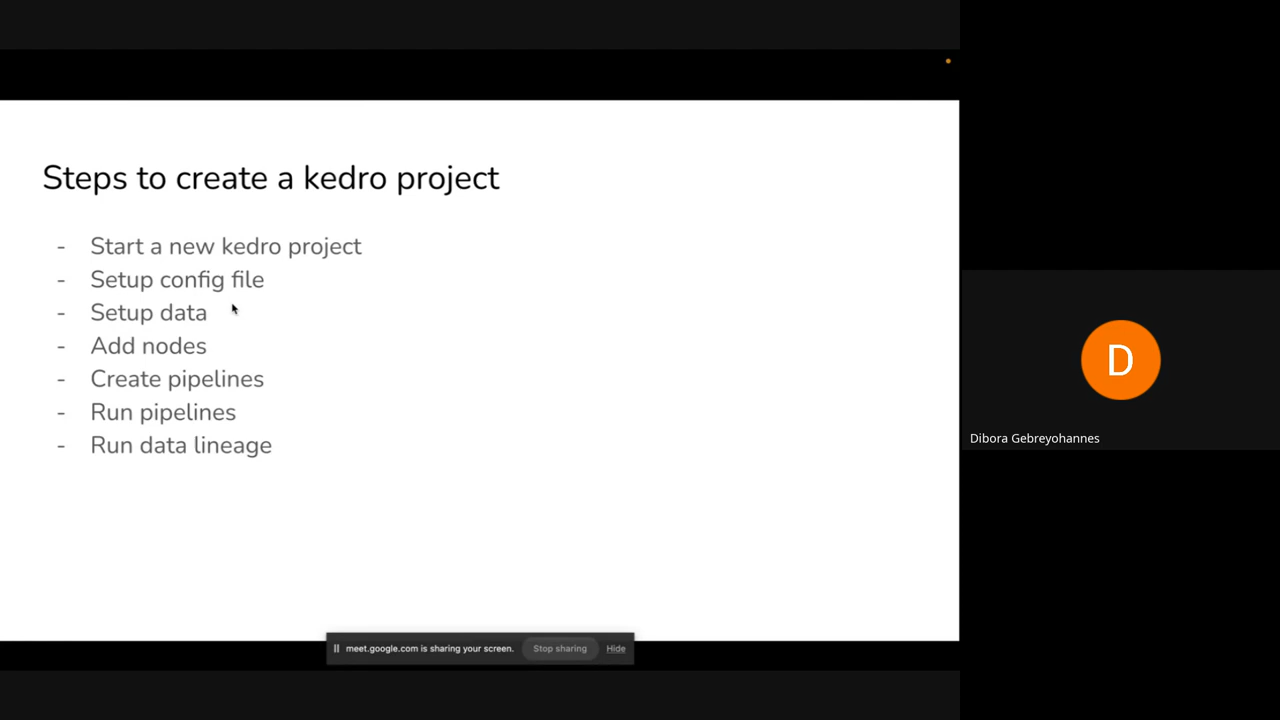 Steps to create a kedro project
- Start a new kedro project
- Setup config file
- Setup data
- Add nodes
- Create pipelines
- Run pipelines
- Run data lineage
meet.google.com is sharing your screen. Stop sharing Hide
D
Dibora Gebreyohannes